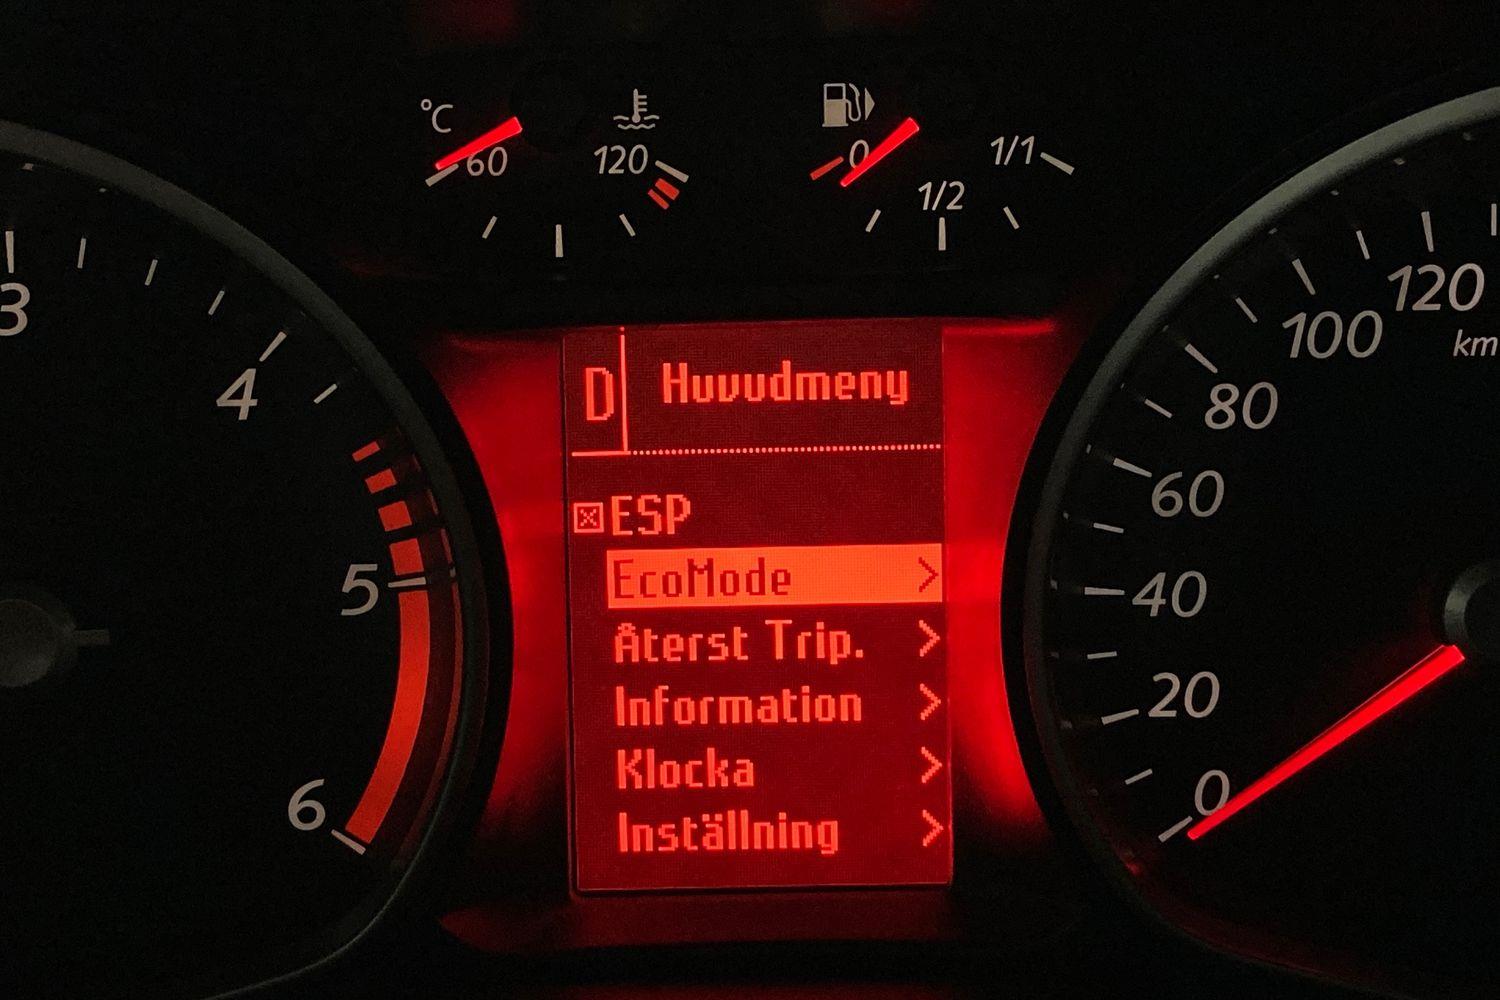 °C
60
120
0
1/2
1/1
3
4
5
6
D
Huvudmeny
ESP
EcoMode >
Återst Trip. >
Information >
Klocka >
Inställning >
120
km
100
80
60
40
20
0